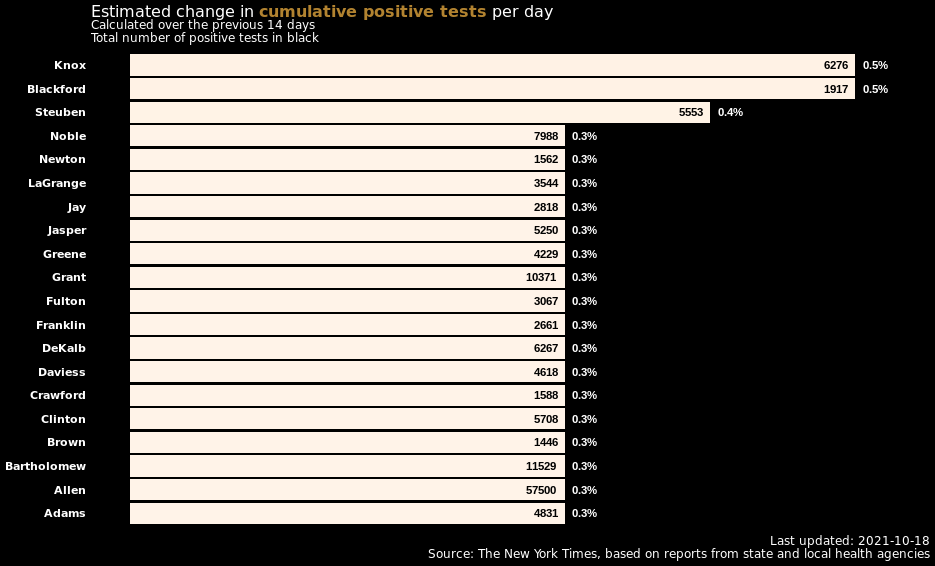 Estimated change in cumulative positive tests per day
Calculated over the previous 14 days
Total number of positive tests in black
Knox 6276 0.5%
Blackford 1917 0.5%
Steuben 5553 0.4%
Noble 7988 0.3%
Newton 1562 0.3%
LaGrange 3544 0.3%
Jay 2818 0.3%
Jasper 5250 0.3%
Greene 4229 0.3%
Grant 10371 0.3%
Fulton 3067 0.3%
Franklin 2661 0.3%
DeKalb 6267 0.3%
Daviess 4618 0.3%
Crawford 1588 0.3%
Clinton 5708 0.3%
Brown 1446 0.3%
Bartholomew 11529 0.3%
Allen 57500 0.3%
Adams 4831 0.3%
Last updated: 2021-10-18
Source: The New York Times, based on reports from state and local health agencies